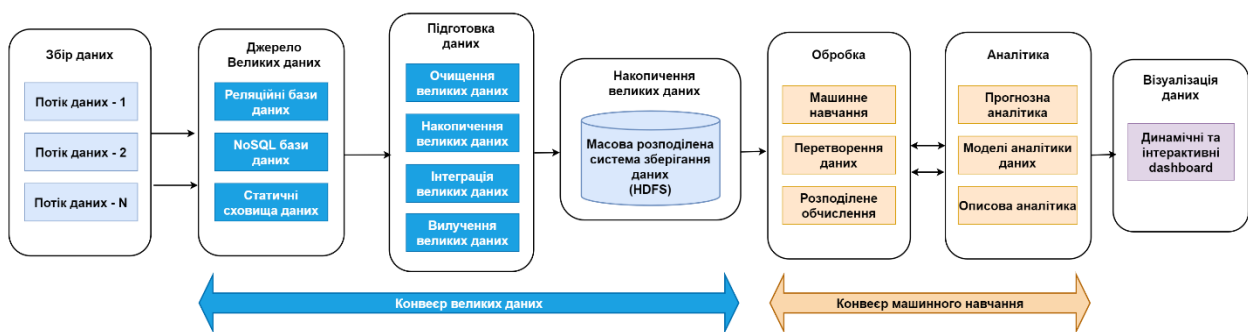 Збір даних
Потік даних - 1
Потік даних - 2
Потік даних - N
Джерело
Великих даних
Реляційні бази
даних
NoSQL бази
даних
Статичні
сховища даних
Підготовка
даних
Очищення
великих даних
Накопичення
великих даних
Інтеграція
великих даних
Вилучення
великих даних
Накопичення
великих даних
Масова розподілена
система зберігання
даних
(HDFS)
Обробка
Машинне
навчання
Перетворення
даних
Розподілене
обчислення
Аналітика
Прогнозна
аналітика
Моделі аналітики
даних
Описова аналітика
Візуалізація
даних
Динамічні та
інтерактивні
dashboard
Конвеєр великих даних
Конвеєр машинного навчання